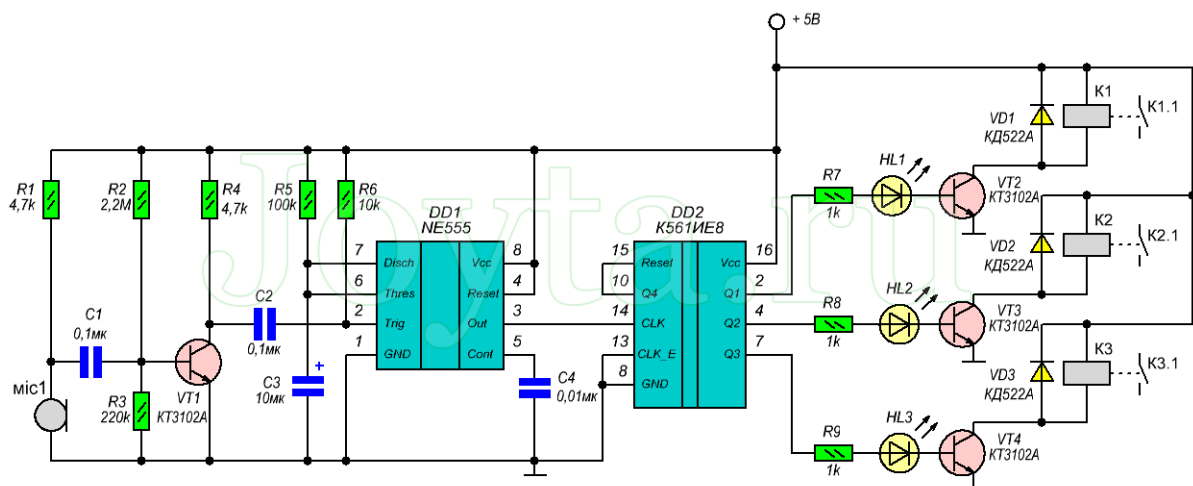 + 5В
K1
K1.1
VD1
КД522А
R1
4,7k
R2
2,2М
R4
4,7k
R5
100k
R6
10k
R7
1k
HL1
VT2
КТ3102А
DD1
NE555
7
Disch
Vcc
8
6
Thres
Reset
4
2
Trig
Out
3
1
GND
Conf
5
DD2
К561ИЕ8
15
Reset
Vcc
16
10
Q4
Q1
2
14
CLK
Q2
4
13
CLK_E
Q3
7
8
GND
K2
K2.1
VD2
КД522А
R8
1k
HL2
VT3
КТ3102А
C1
0,1мк
C2
0,1мк
VT1
КТ3102А
R3
220k
міс1
+
C3
10мк
C4
0,01мк
K3
K3.1
VD3
КД522А
R9
1k
HL3
VT4
КТ3102А
Joyta.ru